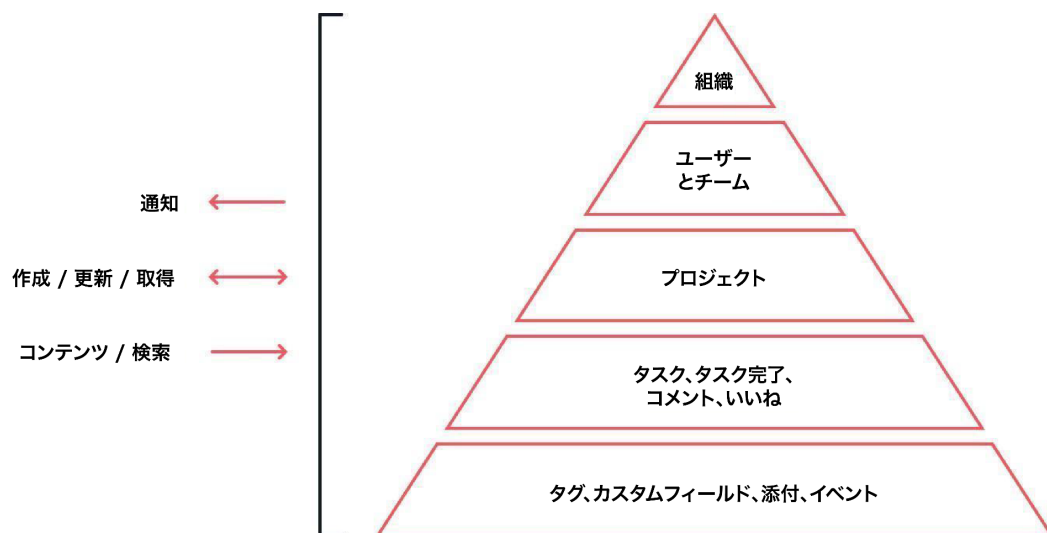 組織
ユーザー
とチーム
通知
作成 / 更新 / 取得
プロジェクト
コンテンツ / 検索
タスク、タスク完了、
コメント、いいね
タグ、カスタムフィールド、添付、イベント